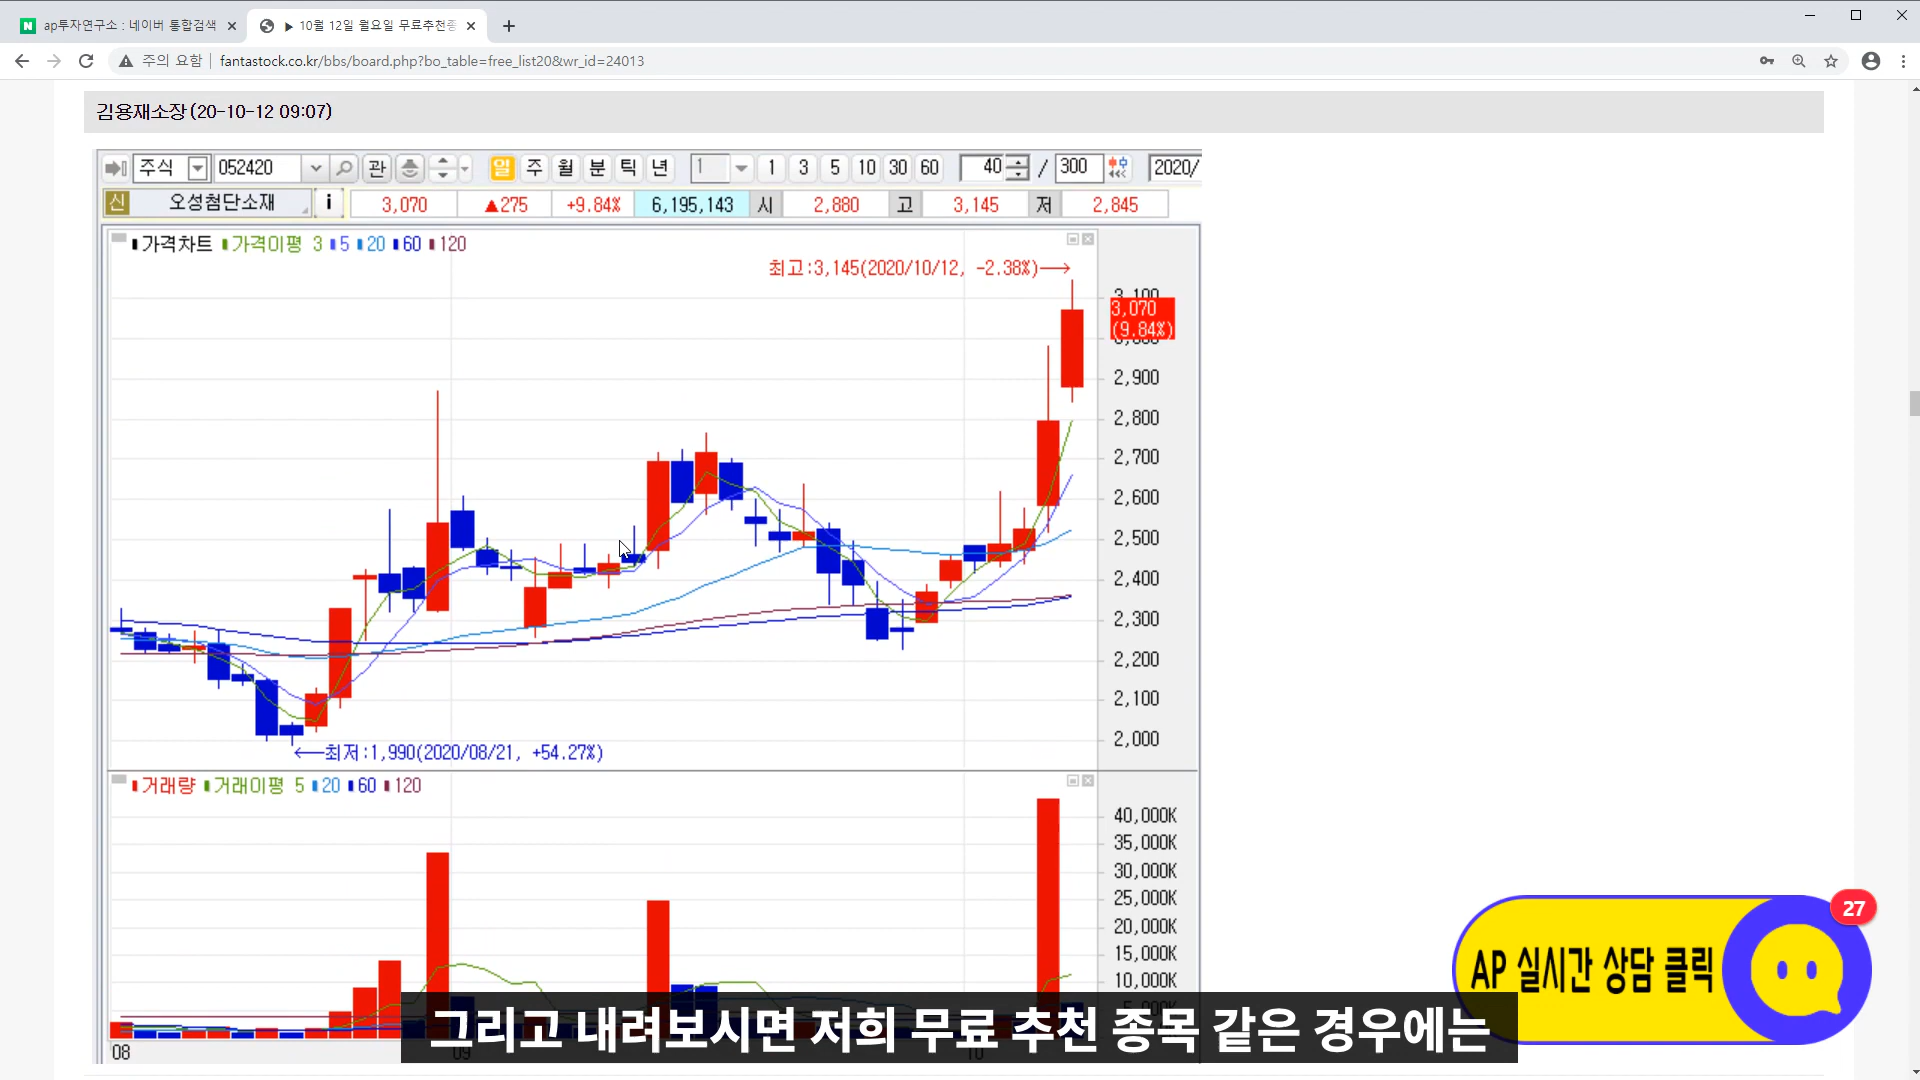 ap투자연구소 : 네이버 통합검색
▶ 10월 12일 월요일 무료추천종
주의 요함 | fantastock.co.kr/bbs/board.php?bo_table=free_list20&wr_id=24013
김용재소장 (20-10-12 09:07)
주식 052420 관 일 주 월 분 틱 년 1 1 3 5 10 30 60 40 / 300 2020/
신 오성첨단소재 i 3,070 ▲275 +9.84% 6,195,143 시 2,880 고 3,145 저 2,845
가격차트 가격이평 3 5 20 60 120
최고:3,145(2020/10/12, -2.38%)→
3,100
3,070
(9.84%)
2,900
2,800
2,700
2,600
2,500
2,400
2,300
2,200
2,100
2,000
←최저:1,990(2020/08/21, +54.27%)
거래량 거래이평 5 20 60 120
40,000K
35,000K
30,000K
25,000K
20,000K
15,000K
10,000K
08 09 10
27
AP 실시간 상담 클릭
그리고 내려보시면 저희 무료 추천 종목 같은 경우에는